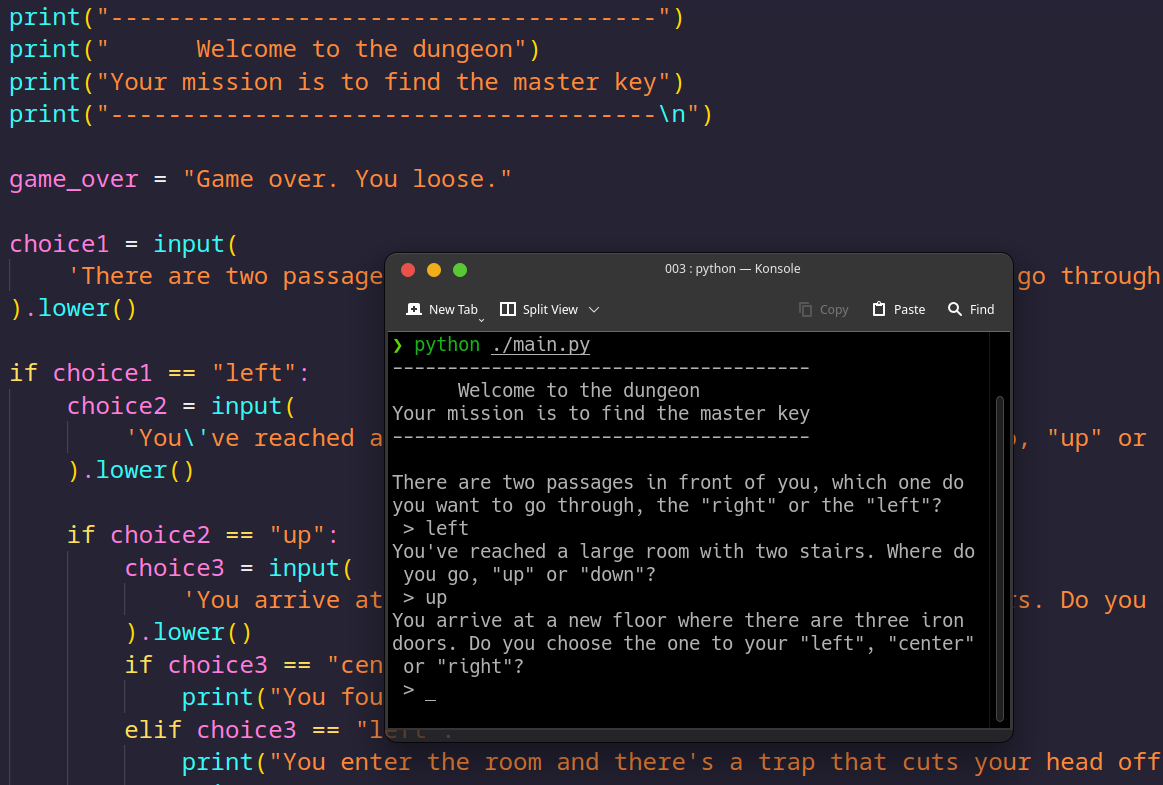 print("--------------------------------------")
print("      Welcome to the dungeon")
print("Your mission is to find the master key")
print("--------------------------------------\n")
game_over = "Game over. You loose."
choice1 = input(
'There are two passage go through
).lower()
if choice1 == "left":
choice2 = input(
'You\'ve reached a , "up" or
).lower()
if choice2 == "up":
choice3 = input(
'You arrive at rs. Do you
).lower()
if choice3 == "cen
print("You fou
elif choice3 == "left":
print("You enter the room and there's a trap that cuts your head off
003 : python — Konsole
New Tab Split View Copy Paste Find
❯ python ./main.py
--------------------------------------
      Welcome to the dungeon
Your mission is to find the master key
--------------------------------------
There are two passages in front of you, which one do
you want to go through, the "right" or the "left"?
> left
You've reached a large room with two stairs. Where do
you go, "up" or "down"?
> up
You arrive at a new floor where there are three iron
doors. Do you choose the one to your "left", "center"
or "right"?
> _